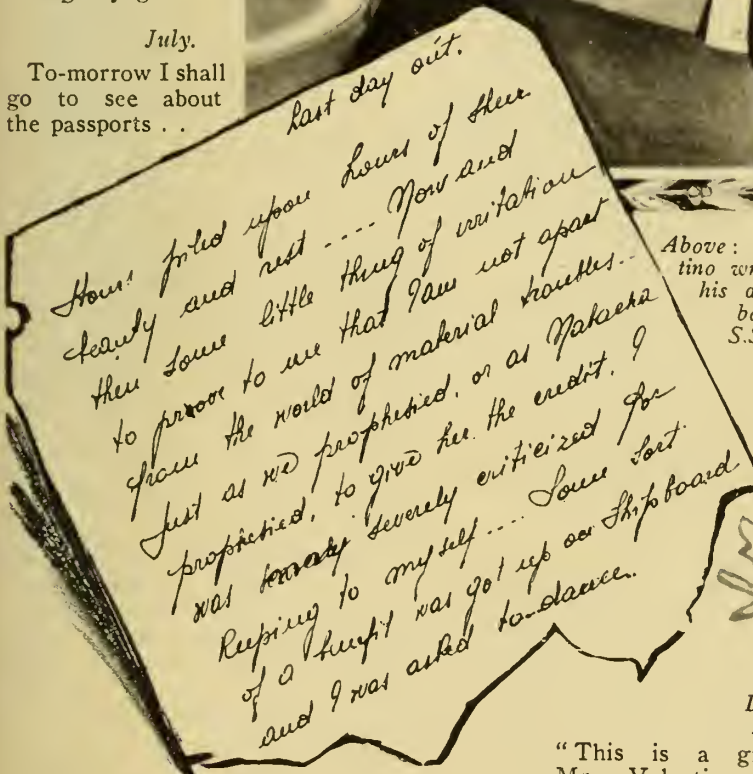 July.
To-morrow I shall
go to see about
the passports . .
Last day out.
Hours piled upon hours of sheer
beauty and rest .... Now and
then some little thing of irritation
to prove to me that I am not apart
from the world of material troubles..
Just as we prophesied, or as Natacha
prophesied, to give her the credit. I
was severely criticized for
keeping to myself .... Some sort
of a benefit was got up on shipboard
and I was asked to dance.
Above:
tino
his
S.S
"This is a